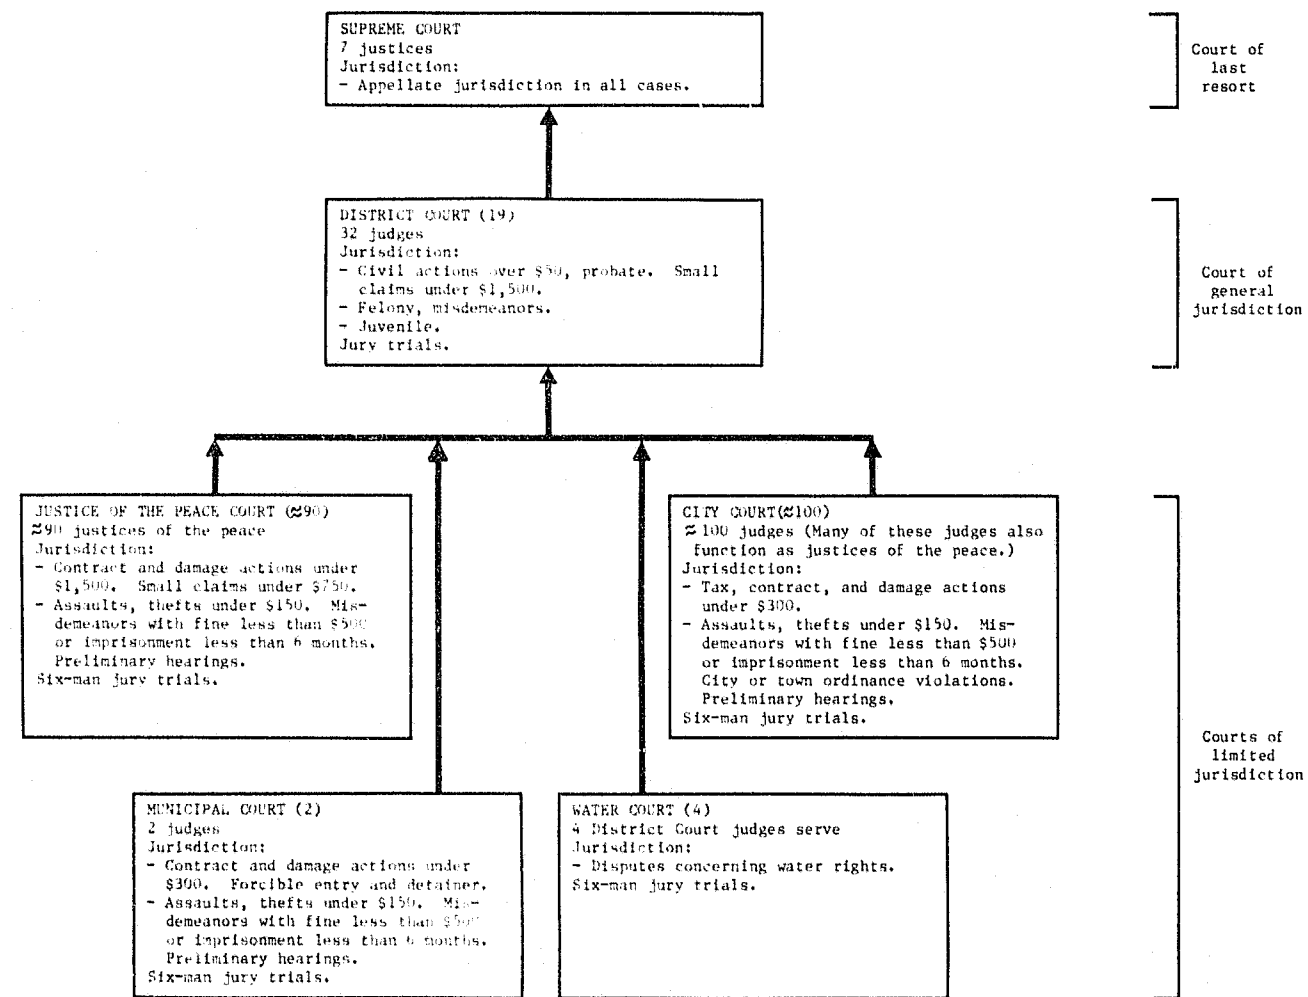 SUPREME COURT
7 justices
Jurisdiction:
- Appellate jurisdiction in all cases.
Court of
last
resort
DISTRICT COURT (19)
32 judges
Jurisdiction:
- Civil actions over $50, probate. Small
claims under $1,500.
- Felony, misdemeanors.
- Juvenile.
Jury trials.
Court of
general
jurisdiction
JUSTICE OF THE PEACE COURT (≈90)
≈90 justices of the peace
Jurisdiction:
- Contract and damage actions under
$1,500. Small claims under $750.
- Assaults, thefts under $150. Mis-
demeanors with fine less than $500
or imprisonment less than 6 months.
Preliminary hearings.
Six-man jury trials.
CITY COURT(≈100)
≈100 judges (Many of these judges also
function as justices of the peace.)
Jurisdiction:
- Tax, contract, and damage actions
under $300.
- Assaults, thefts under $150. Mis-
demeanors with fine less than $500
or imprisonment less than 6 months.
City or town ordinance violations.
Preliminary hearings.
Six-man jury trials.
Courts of
limited
jurisdiction
MUNICIPAL COURT (2)
2 judges
Jurisdiction:
- Contract and damage actions under
$300. Forcible entry and detainer.
- Assaults, thefts under $150. Mis-
demeanors with fine less than $500
or imprisonment less than 6 months.
Preliminary hearings.
Six-man jury trials.
WATER COURT (4)
4 District Court judges serve
Jurisdiction:
- Disputes concerning water rights.
Six-man jury trials.